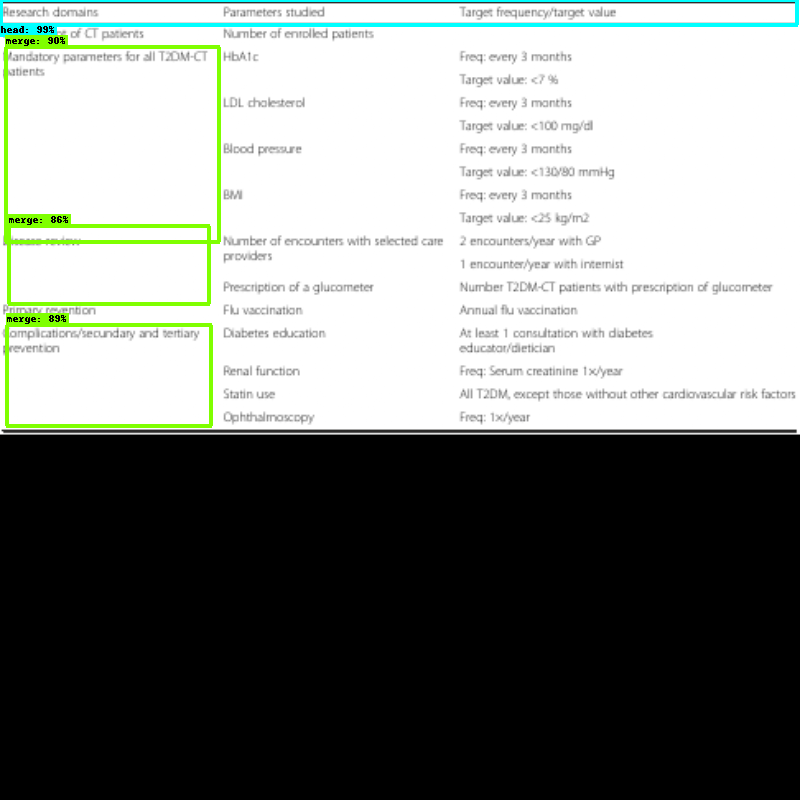 Research domains Parameters studied Target frequency/target value
head: 99%
of CT patients Number of enrolled patients
merge: 90%
Mandatory parameters for all T2DM-CT HbA1c Freq: every 3 months
patients
Target value: <7 %
LDL cholesterol Freq: every 3 months
Target value: <100 mg/dl
Blood pressure Freq: every 3 months
Target value: <130/80 mmHg
BMI Freq: every 3 months
Target value: <25 kg/m2
merge: 86%
Disease review Number of encounters with selected care 2 encounters/year with GP
providers
1 encounter/year with internist
Prescription of a glucometer Number T2DM-CT patients with prescription of glucometer
Primary revention Flu vaccination Annual flu vaccination
merge: 89%
Complications/secundary and tertiary Diabetes education At least 1 consultation with diabetes
prevention educator/dietician
Renal function Freq: Serum creatinine 1×/year
Statin use All T2DM, except those without other cardiovascular risk factors
Ophthalmoscopy Freq: 1×/year